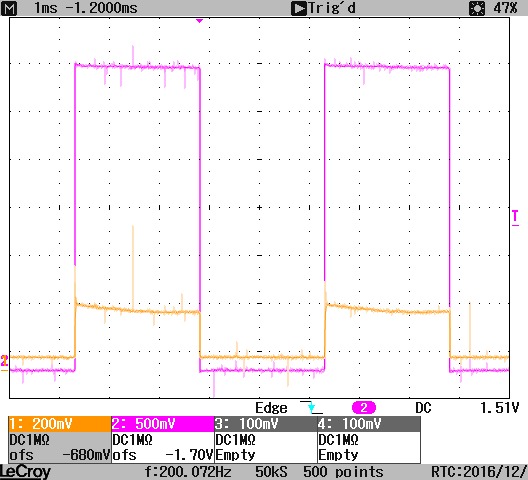 M 1ms -1.2000ms Trig'd 47%
T
2
Edge 2 DC 1.51V
1: 200mV 2: 500mV 3: 100mV 4: 100mV
DC1MΩ DC1MΩ DC1MΩ DC1MΩ
ofs -680mV ofs -1.70V Empty Empty
LeCroy f:200.072Hz 50kS 500 points RTC:2016/12/